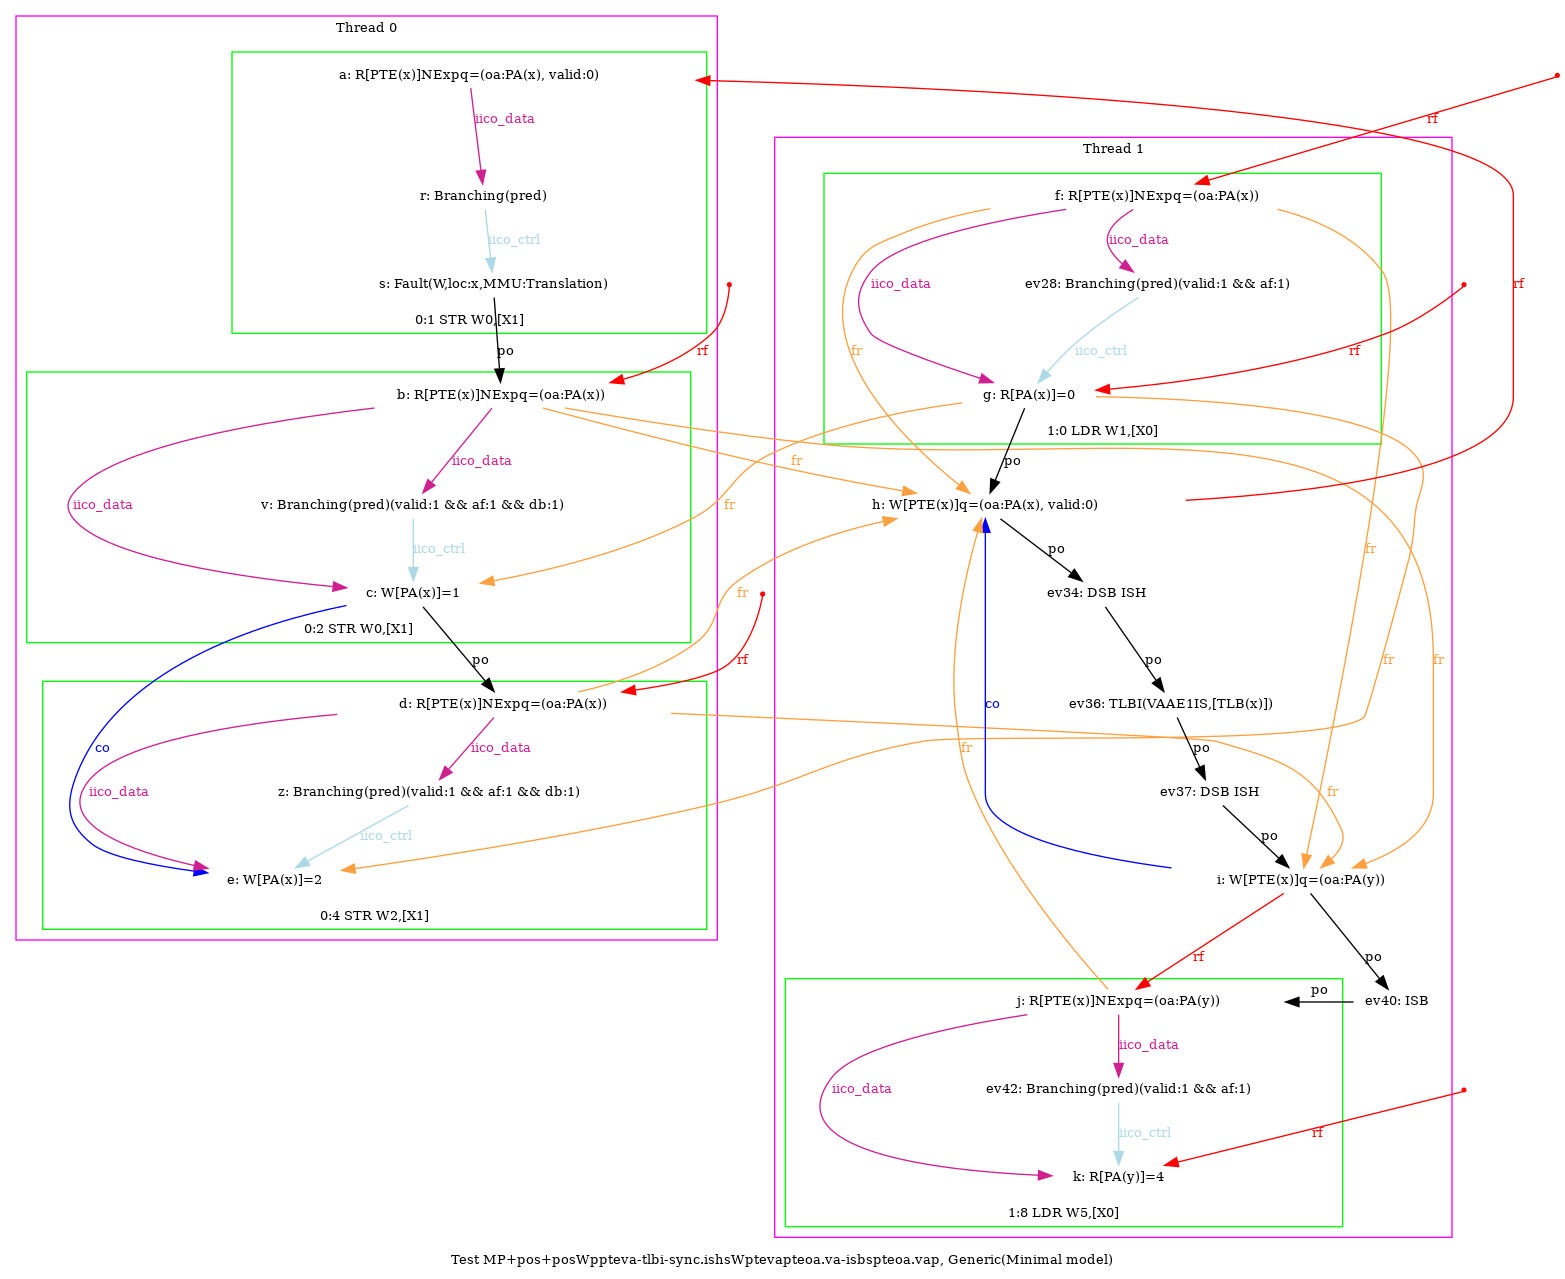 Thread 0
a: R[PTE(x)]NExpq=(oa:PA(x), valid:0)
iico_data
r: Branching(pred)
iico_ctrl
s: Fault(W,loc:x,MMU:Translation)
0:1 STR W0,[X1]
po
rf
b: R[PTE(x)]NExpq=(oa:PA(x))
iico_data
iico_data
v: Branching(pred)(valid:1 && af:1 && db:1)
iico_ctrl
c: W[PA(x)]=1
0:2 STR W0,[X1]
po
fr
fr
fr
rf
d: R[PTE(x)]NExpq=(oa:PA(x))
co
iico_data
iico_data
z: Branching(pred)(valid:1 && af:1 && db:1)
iico_ctrl
e: W[PA(x)]=2
0:4 STR W2,[X1]
Thread 1
rf
f: R[PTE(x)]NExpq=(oa:PA(x))
iico_data
iico_data
rf
ev28: Branching(pred)(valid:1 && af:1)
fr
iico_ctrl
rf
g: R[PA(x)]=0
1:0 LDR W1,[X0]
po
h: W[PTE(x)]q=(oa:PA(x), valid:0)
po
fr
ev34: DSB ISH
po
fr
fr
co
ev36: TLBI(VAAE1IS,[TLB(x)])
fr
po
ev37: DSB ISH
fr
po
i: W[PTE(x)]q=(oa:PA(y))
rf
po
j: R[PTE(x)]NExpq=(oa:PA(y))
po
ev40: ISB
iico_data
iico_data
ev42: Branching(pred)(valid:1 && af:1)
iico_ctrl
rf
k: R[PA(y)]=4
1:8 LDR W5,[X0]
Test MP+pos+posWppteva-tlbi-sync.ishsWptevapteoa.va-isbspteoa.vap, Generic(Minimal model)